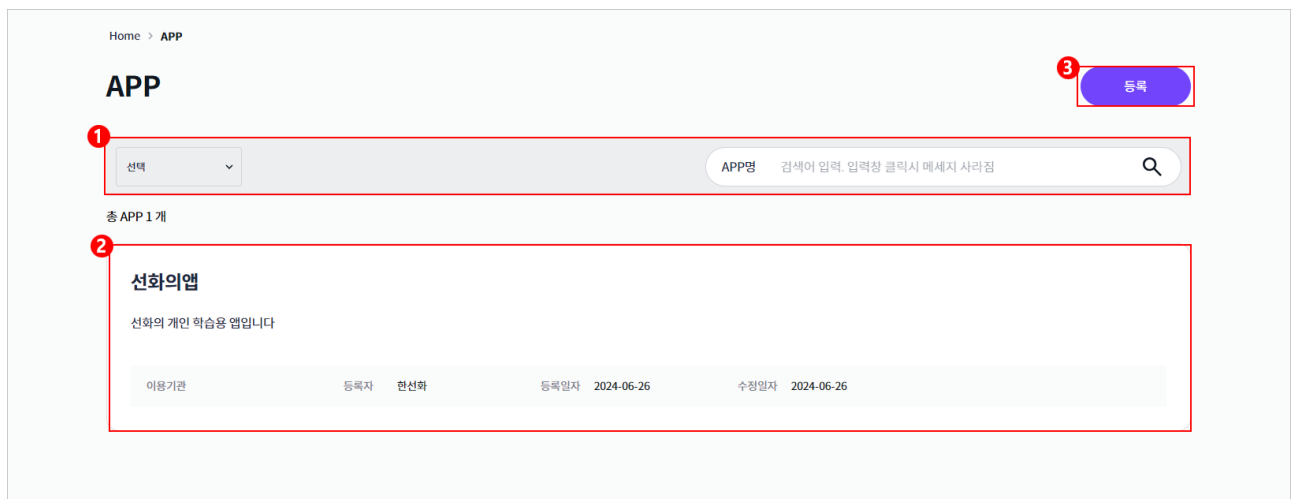 Home > APP
APP
3
등록
1
선택
APP명 검색어 입력. 입력창 클릭시 메세지 사라짐
총 APP 1 개
2
선화의앱
선화의 개인 학습용 앱입니다
이용기관 등록자 한선화 등록일자 2024-06-26 수정일자 2024-06-26